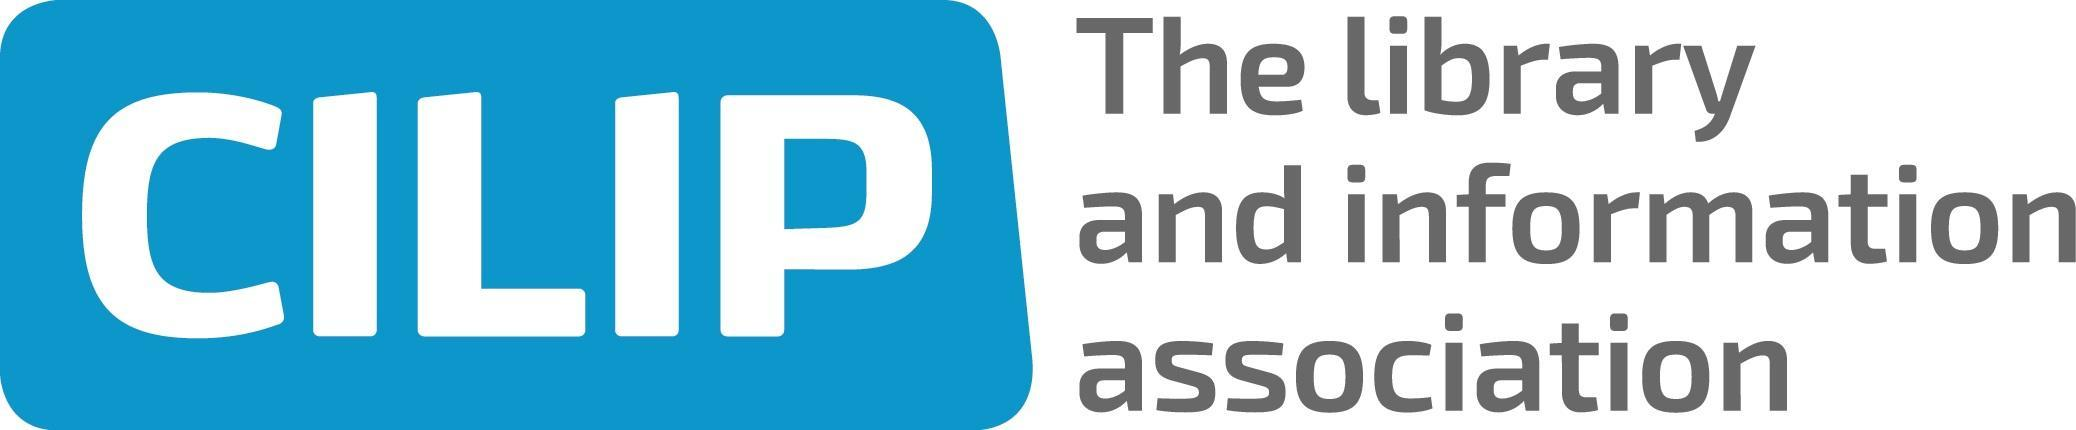 CILIP
The library
and information
association